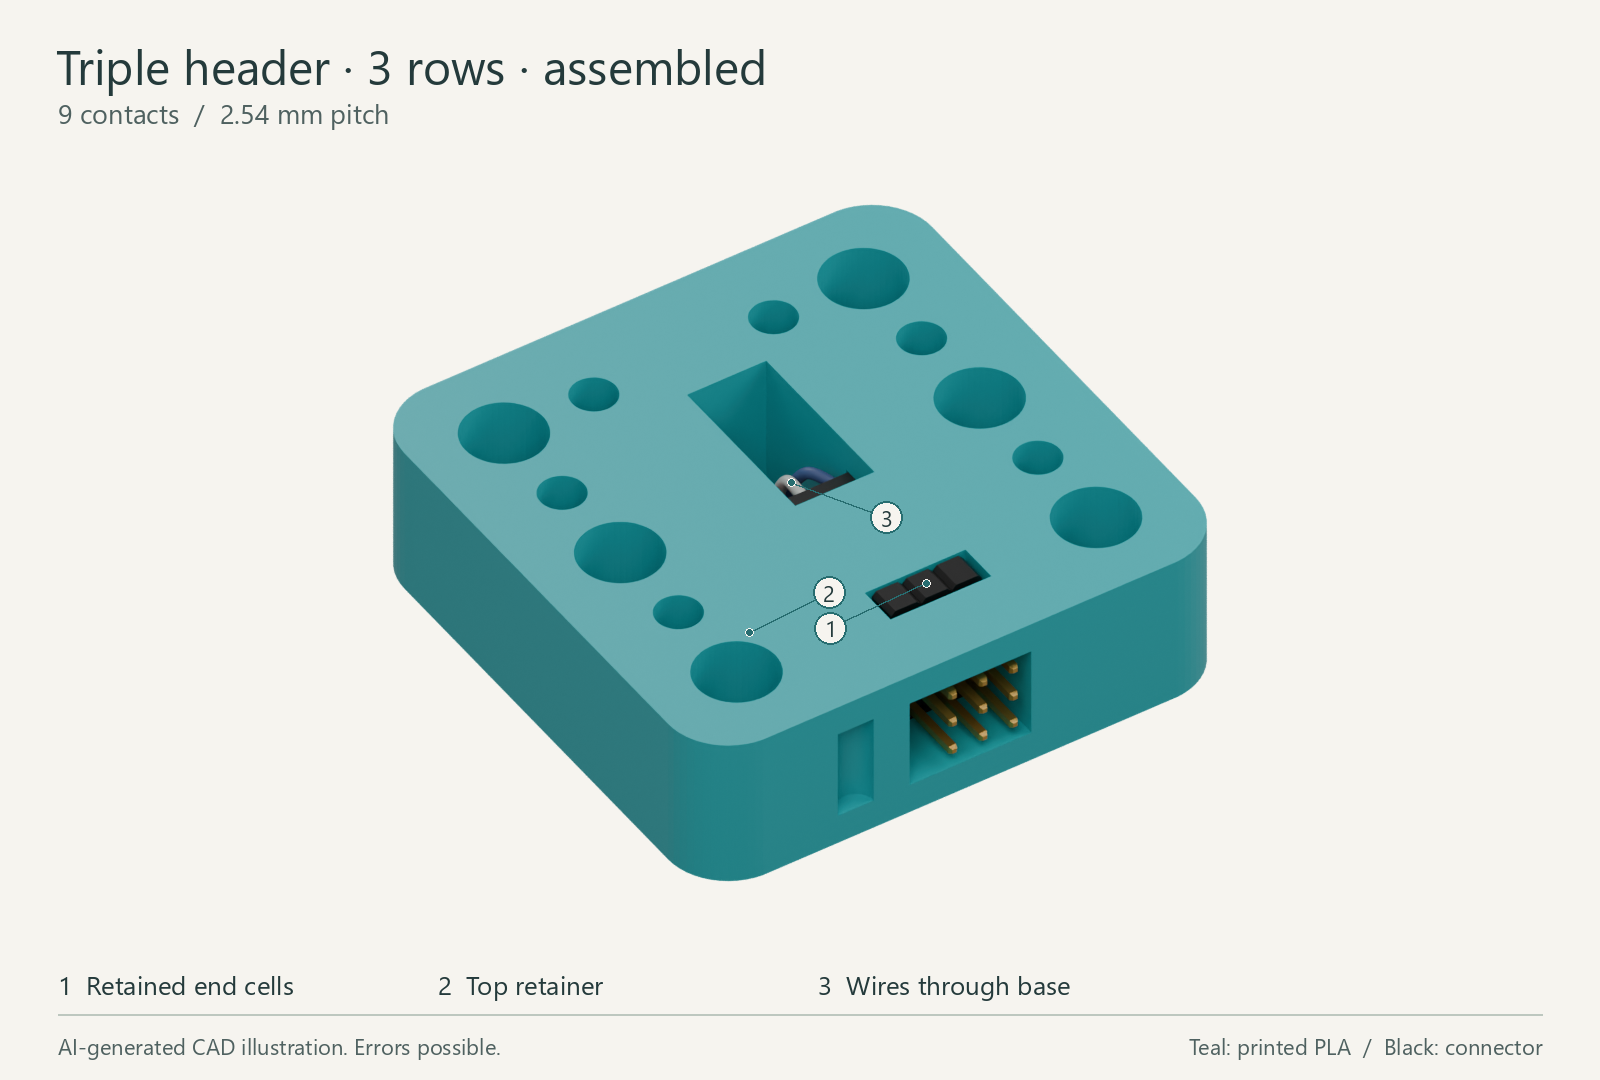 Triple header · 3 rows · assembled
9 contacts / 2.54 mm pitch
3
2
1
1 Retained end cells
2 Top retainer
3 Wires through base
AI-generated CAD illustration. Errors possible.
Teal: printed PLA / Black: connector